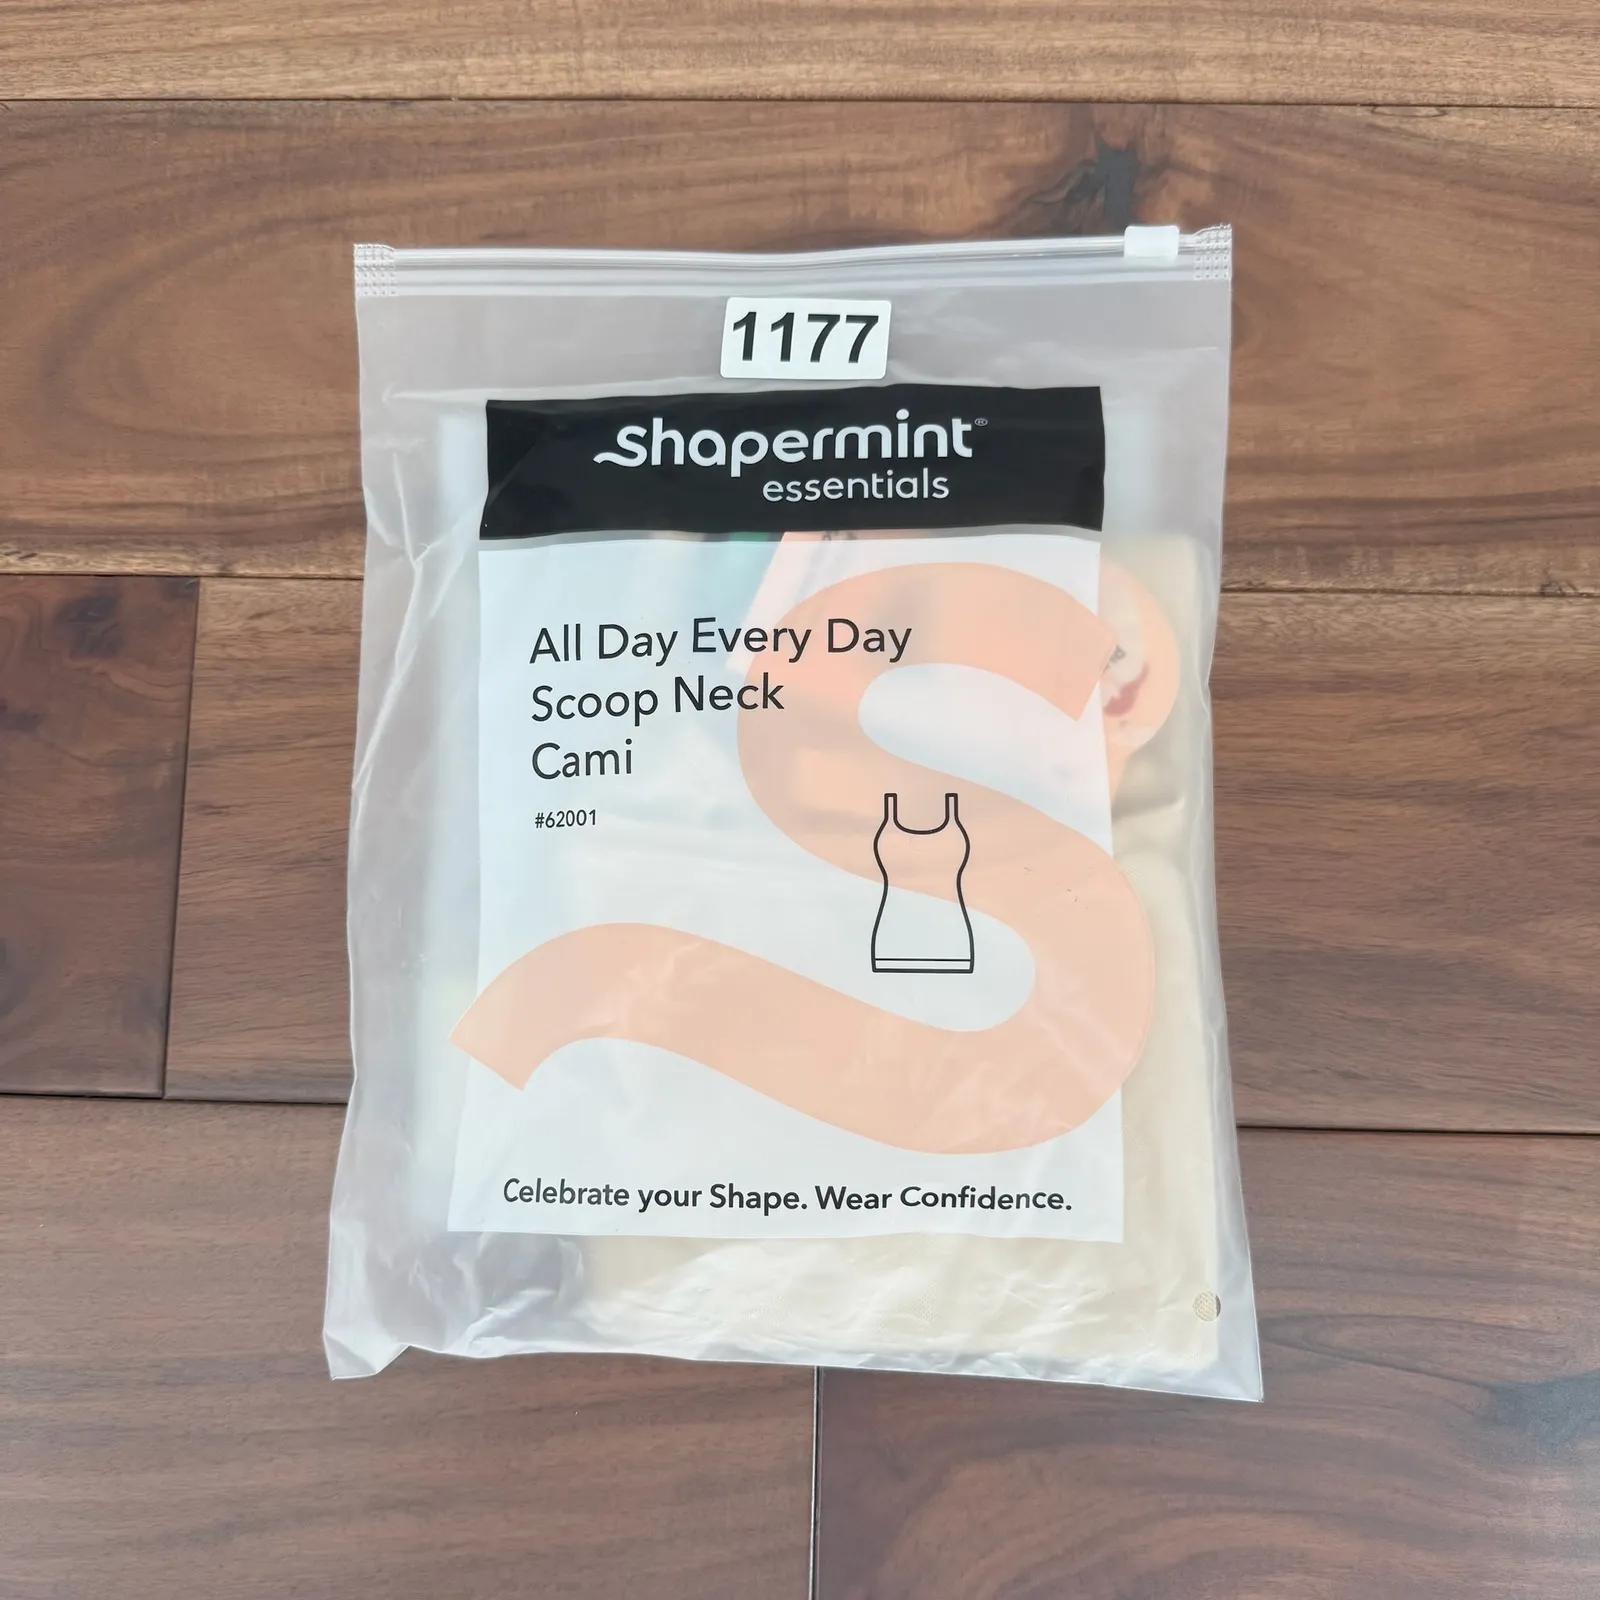 1177
Shapermint®
essentials
All Day Every Day
Scoop Neck
Cami
#62001
Celebrate your Shape. Wear Confidence.